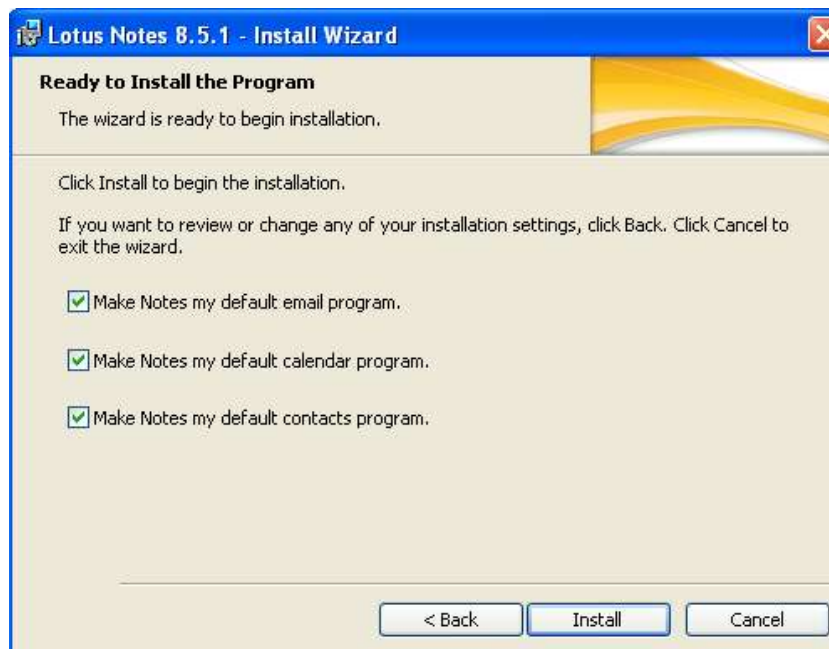 Lotus Notes 8.5.1 - Install Wizard
Ready to Install the Program
The wizard is ready to begin installation.
Click Install to begin the installation.
If you want to review or change any of your installation settings, click Back. Click Cancel to
exit the wizard.
Make Notes my default email program.
Make Notes my default calendar program.
Make Notes my default contacts program.
< Back
Install
Cancel